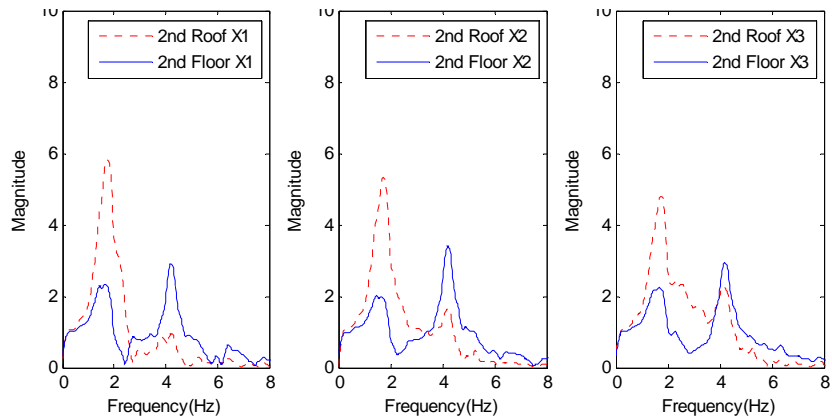 10
8
6
4
2
0
Magnitude
2nd Roof X1
2nd Floor X1
0 2 4 6 8
Frequency(Hz)
10
8
6
4
2
0
Magnitude
2nd Roof X2
2nd Floor X2
0 2 4 6 8
Frequency(Hz)
10
8
6
4
2
0
Magnitude
2nd Roof X3
2nd Floor X3
0 2 4 6 8
Frequency(Hz)